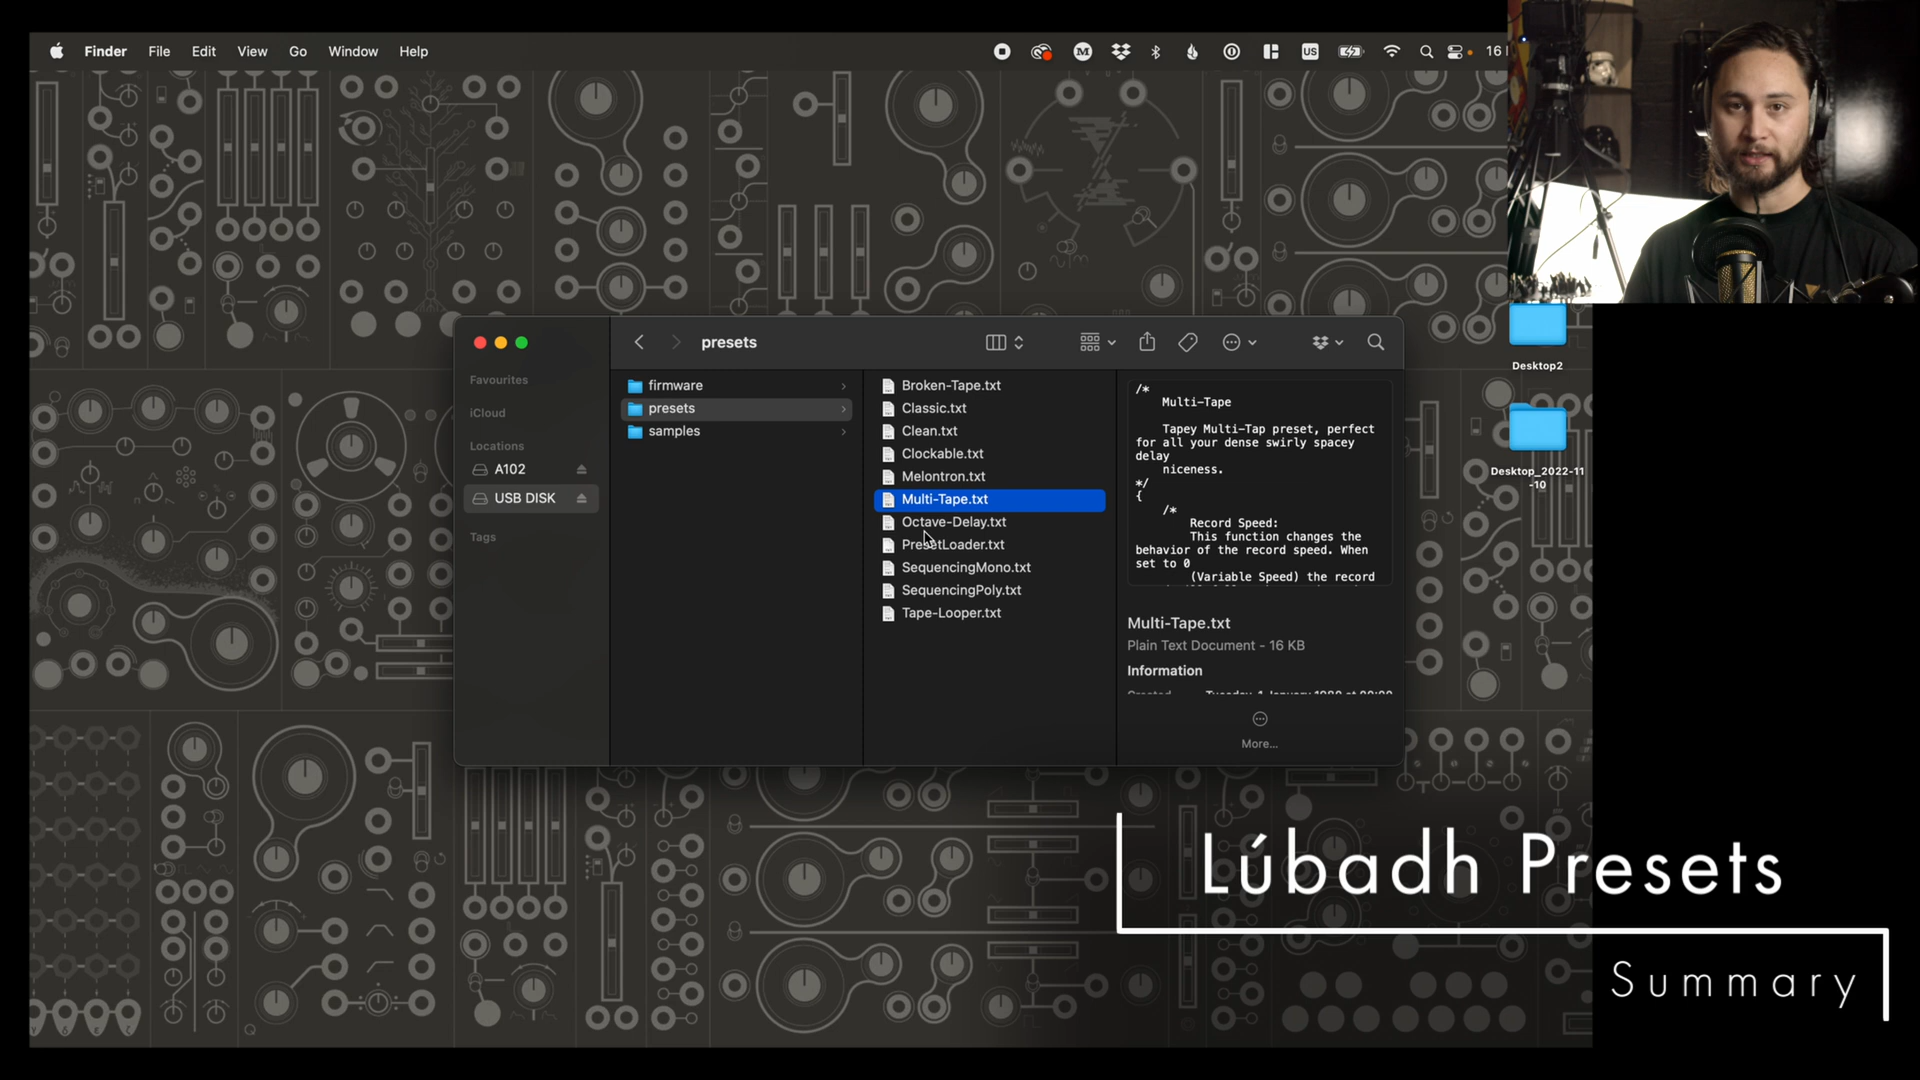 Finder File Edit View Go Window Help
US
16
presets
Favourites
iCloud
Locations
A102
USB DISK
Tags
firmware
presets
samples
Broken-Tape.txt
Classic.txt
Clean.txt
Clockable.txt
Melontron.txt
Multi-Tape.txt
Octave-Delay.txt
PresetLoader.txt
SequencingMono.txt
SequencingPoly.txt
Tape-Looper.txt
/*
Multi-Tape
Tapey Multi-Tap preset, perfect
for all your dense swirly spacey
delay
niceness.
*/
{
/*
Record Speed:
This function changes the
behavior of the record speed. When
set to 0
(Variable Speed) the record
Multi-Tape.txt
Plain Text Document - 16 KB
Information
More...
Desktop2
Desktop_2022-11
-10
Lúbadh Presets
Summary